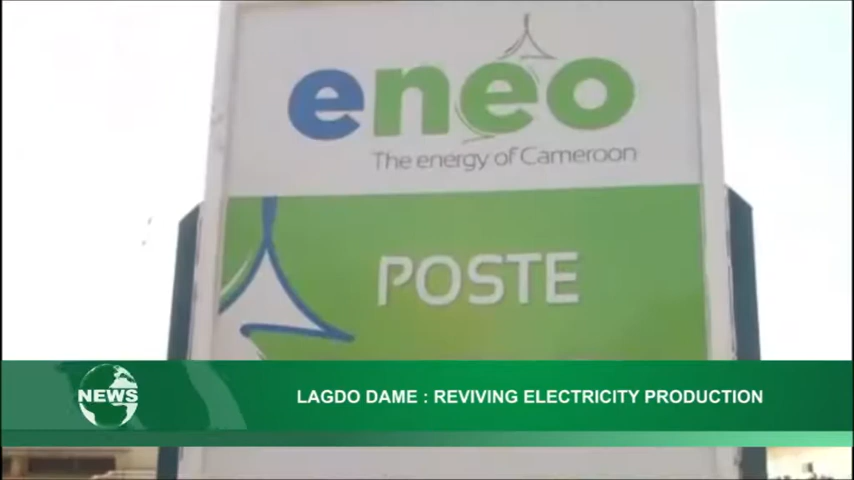 eneo
The energy of Cameroon
POSTE
NEWS
LAGDO DAME : REVIVING ELECTRICITY PRODUCTION